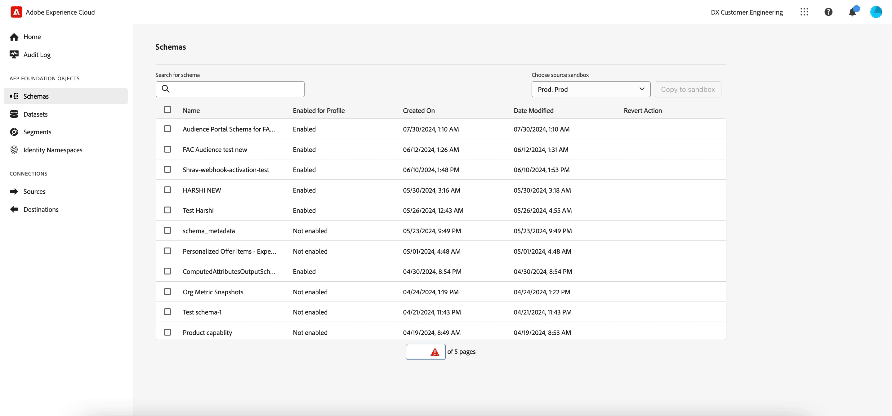 Adobe Experience Cloud
DX Customer Engineering
Home
Audit Log
AEP FOUNDATION OBJECTS
Schemas
Datasets
Segments
Identity Namespaces
CONNECTIONS
Sources
Destinations
Schemas
Search for schema
Choose source sandbox
Prod: Prod
Copy to sandbox
Name Enabled for Profile Created On Date Modified Revert Action
Audience Portal Schema for FA... Enabled 07/30/2024, 1:10 AM 07/30/2024, 1:10 AM
FAC Audience test new Enabled 06/12/2024, 1:26 AM 06/12/2024, 1:31 AM
Shrav-webhook-activation-test Enabled 06/10/2024, 1:48 PM 06/10/2024, 1:53 PM
HARSHI NEW Enabled 05/30/2024, 3:16 AM 05/30/2024, 3:18 AM
Test Harshi Enabled 05/26/2024, 12:43 AM 05/26/2024, 4:55 AM
schema_metadata Not enabled 05/23/2024, 9:49 PM 05/23/2024, 9:49 PM
Personalized Offer Items - Expe... Not enabled 05/01/2024, 4:48 AM 05/01/2024, 4:48 AM
ComputedAttributesOutputSch... Enabled 04/30/2024, 8:54 PM 04/30/2024, 8:54 PM
Org Metric Snapshots Not enabled 04/24/2024, 1:19 PM 04/24/2024, 1:22 PM
Test schema-1 Not enabled 04/21/2024, 11:43 PM 04/21/2024, 11:43 PM
Product capablity Not enabled 04/19/2024, 8:49 AM 04/19/2024, 8:53 AM
of 5 pages